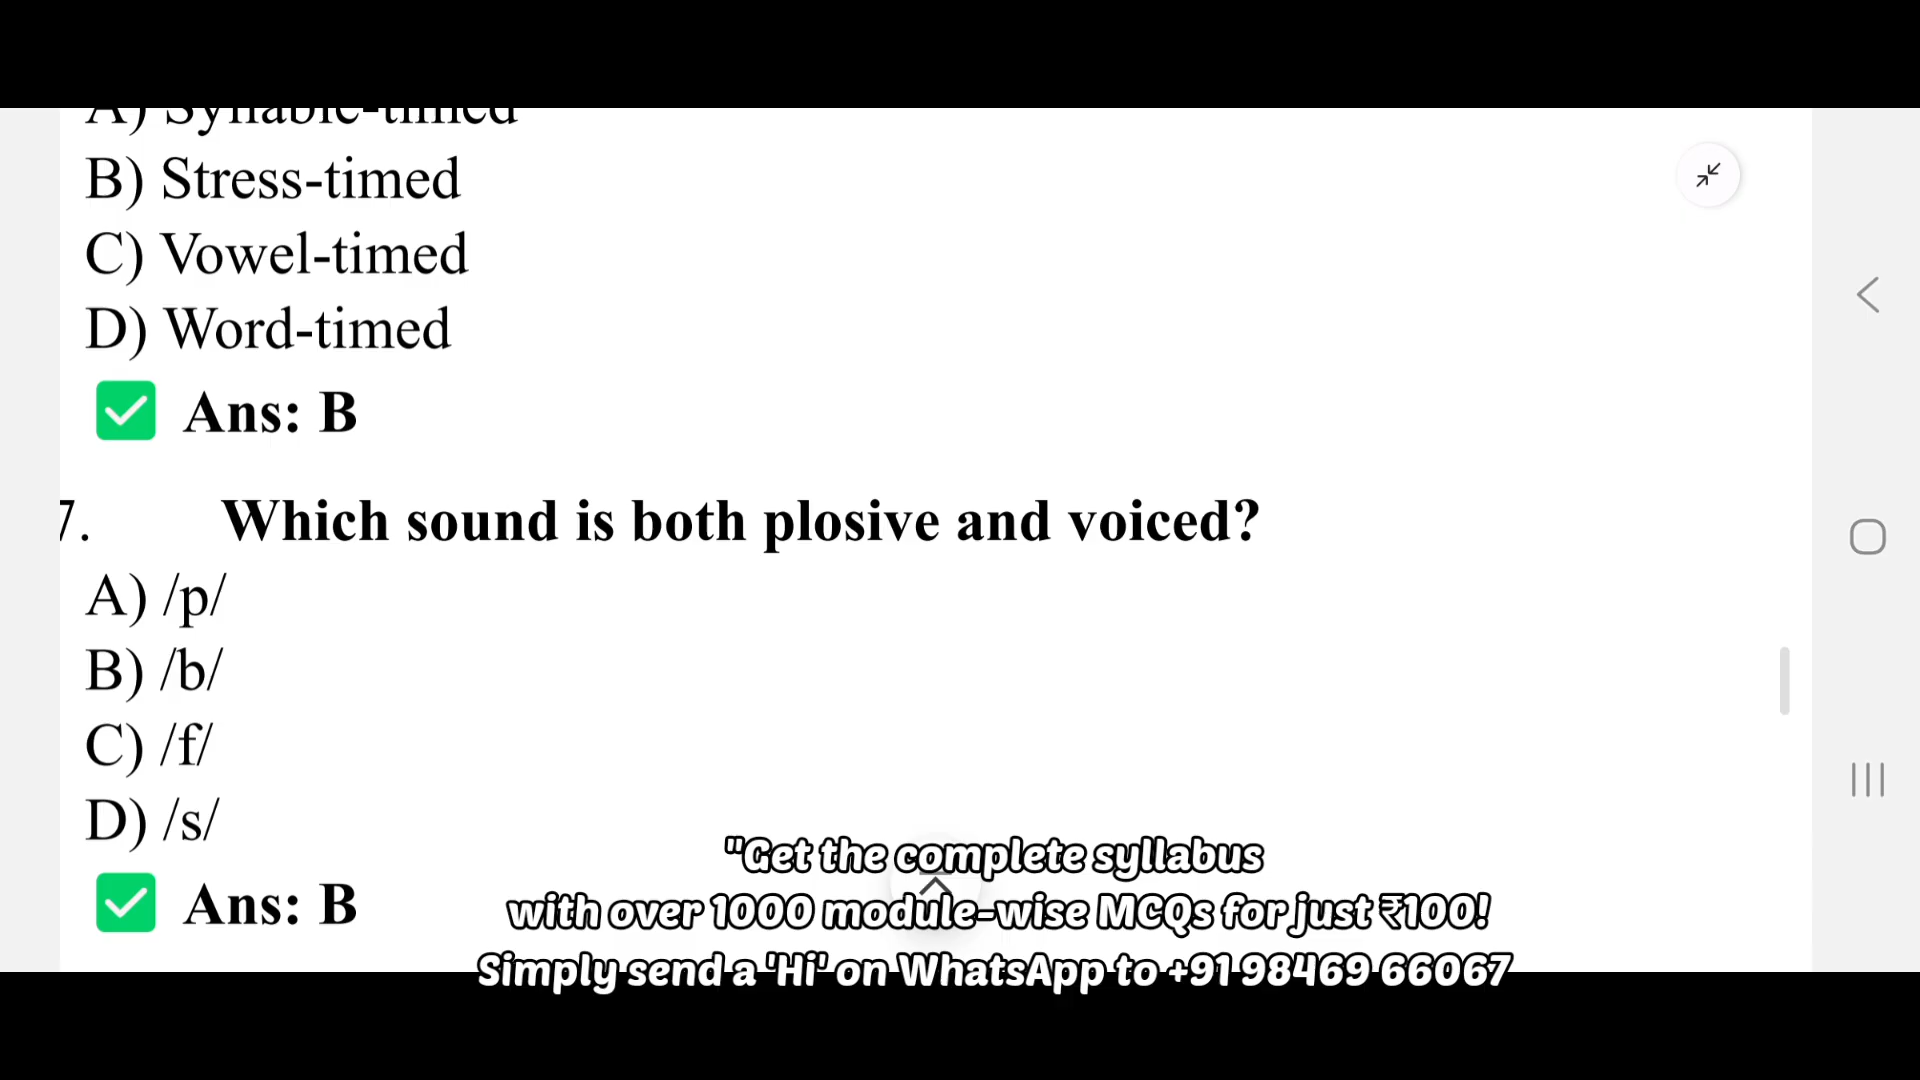 A) Syllable-timed
B) Stress-timed
C) Vowel-timed
D) Word-timed
Ans: B
7. Which sound is both plosive and voiced?
A) /p/
B) /b/
C) /f/
D) /s/
Ans: B
"Get the complete syllabus
with over 1000 module-wise MCQs for just ₹100!
Simply send a 'Hi' on WhatsApp to +91 98469 66067